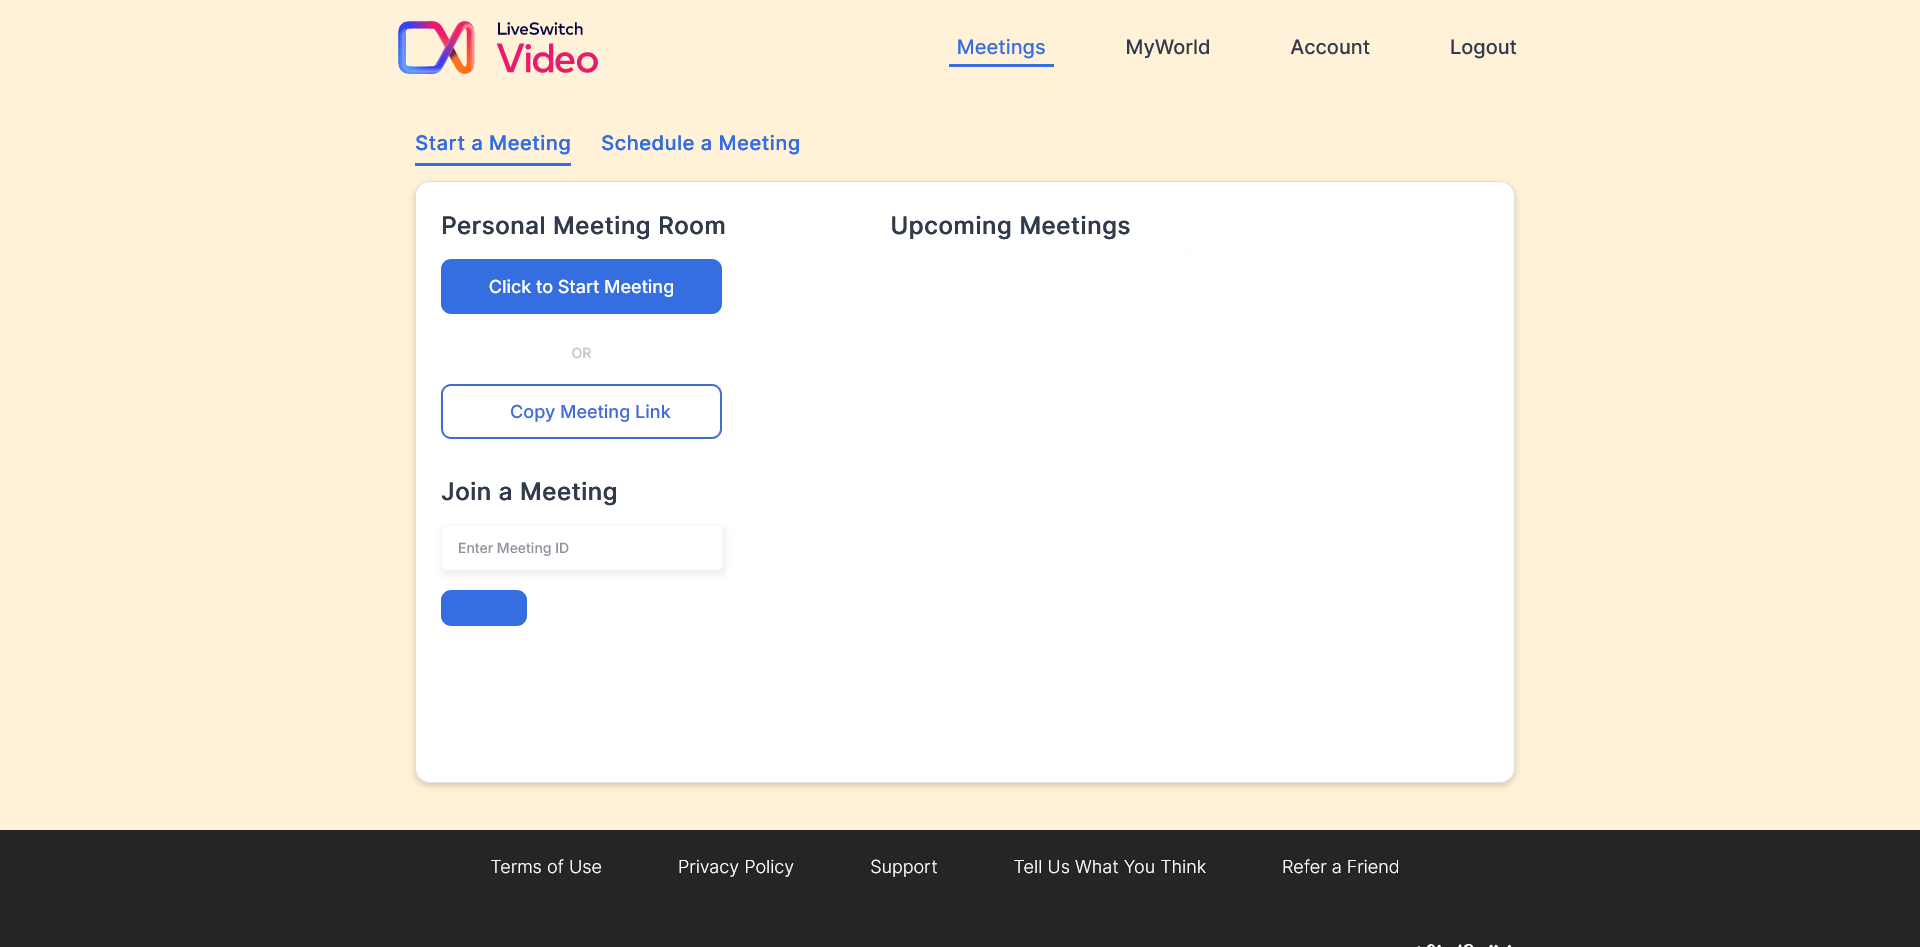 LiveSwitch
Video
Meetings
MyWorld
Account
Logout
Start a Meeting
Schedule a Meeting
Personal Meeting Room
Click to Start Meeting
OR
Copy Meeting Link
Join a Meeting
Enter Meeting ID
Upcoming Meetings
Terms of Use
Privacy Policy
Support
Tell Us What You Think
Refer a Friend